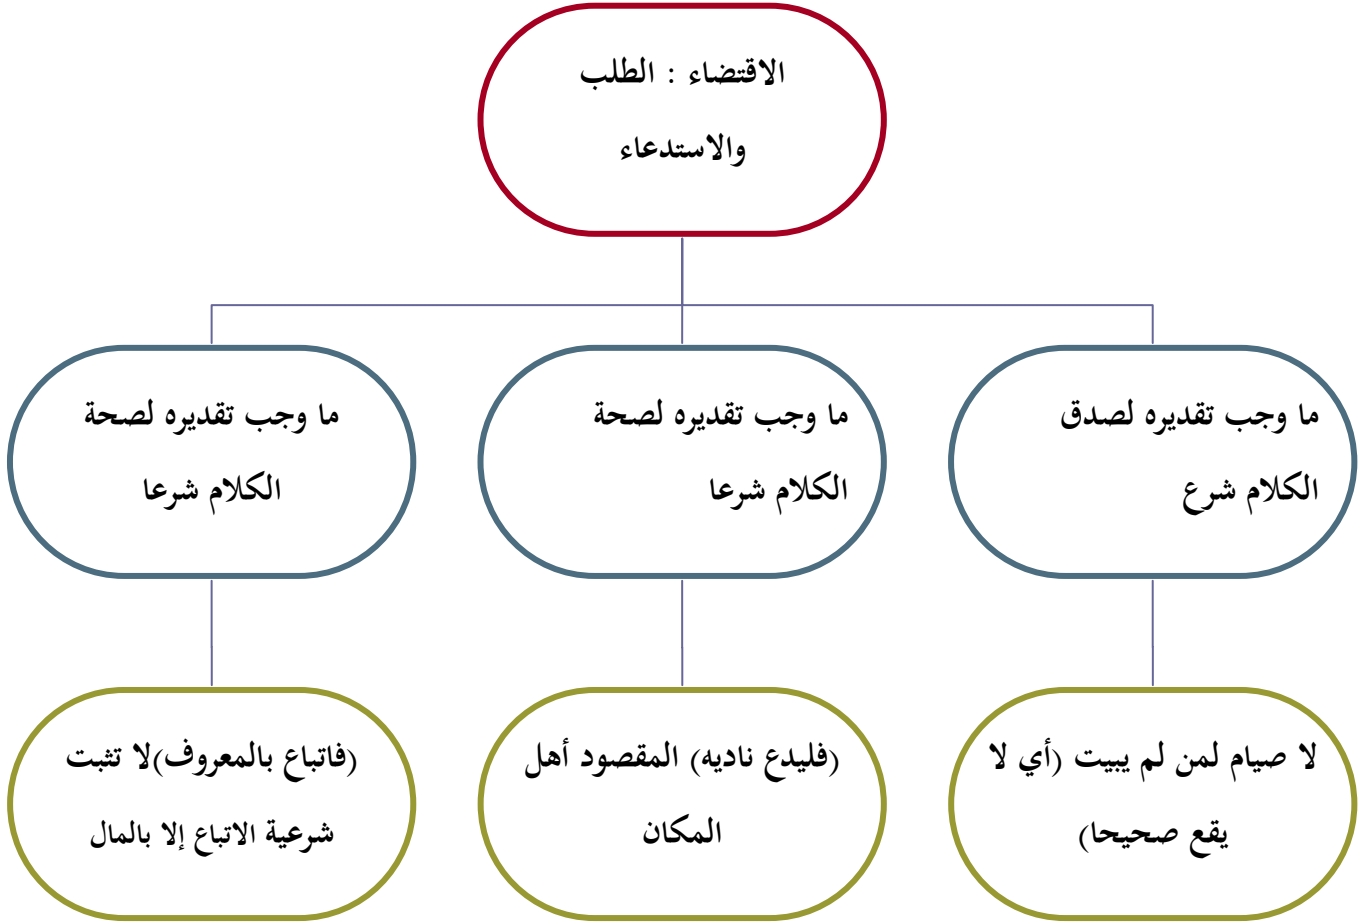 الاقتضاء : الطلب
والاستدعاء
ما وجب تقديره لصدق
الكلام شرع
ما وجب تقديره لصحة
الكلام شرعا
ما وجب تقديره لصحة
الكلام شرعا
لا صيام لمن لم يبيت (أي لا
يقع صحيحا)
(فليدع ناديه) المقصود أهل
المكان
(فاتباع بالمعروف)لا تثبت
شرعية الاتباع إلا بالمال